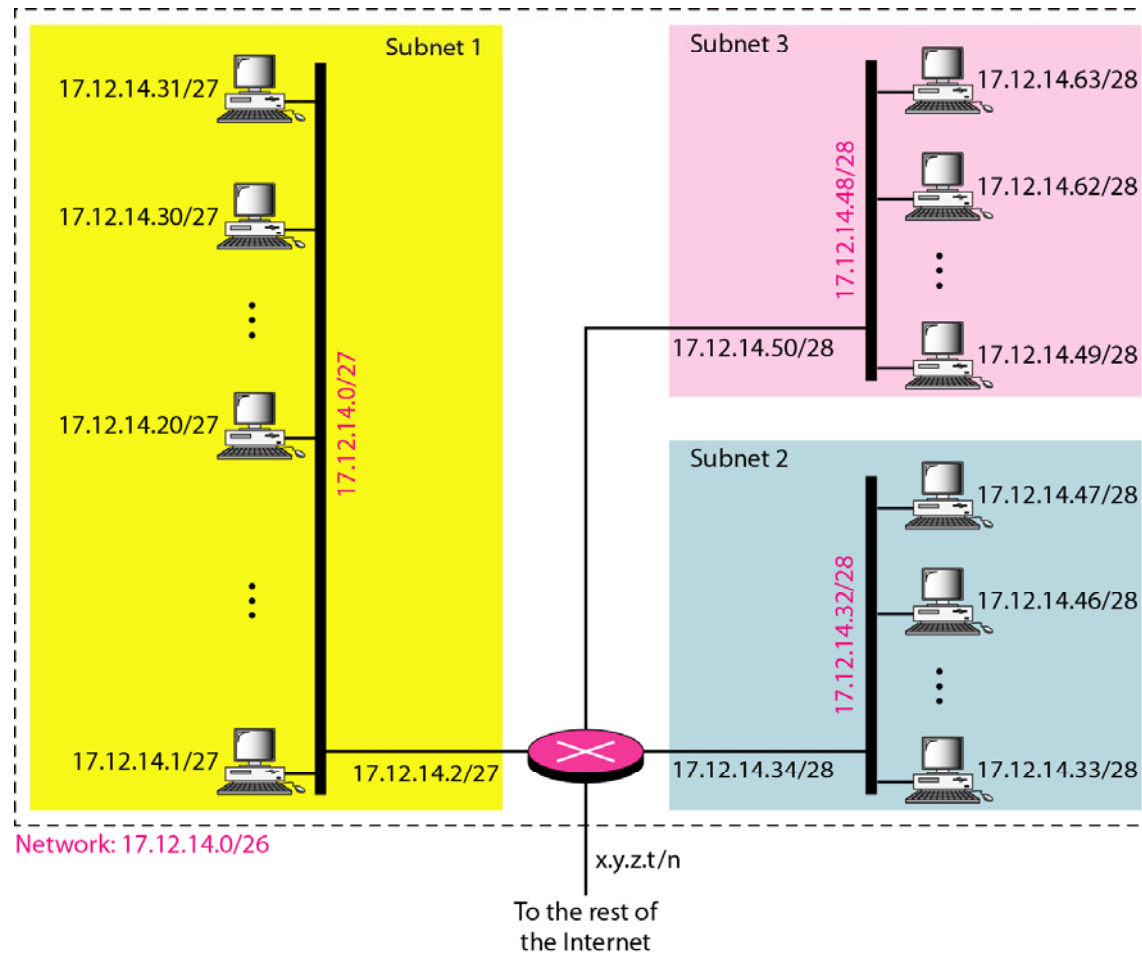 Subnet 1
17.12.14.31/27
17.12.14.30/27
17.12.14.0/27
17.12.14.20/27
17.12.14.1/27
17.12.14.2/27
Subnet 3
17.12.14.63/28
17.12.14.48/28
17.12.14.62/28
17.12.14.50/28
17.12.14.49/28
Subnet 2
17.12.14.47/28
17.12.14.32/28
17.12.14.46/28
17.12.14.34/28
17.12.14.33/28
Network: 17.12.14.0/26
x.y.z.t/n
To the rest of
the Internet